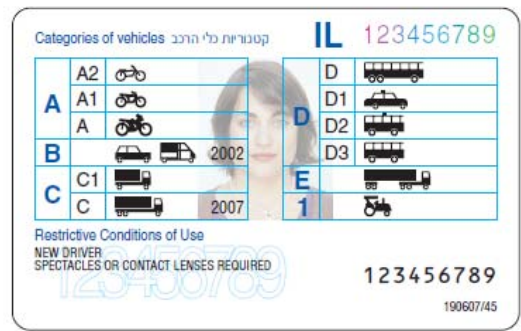 Categories of vehicles קטגוריות כלי הרכב IL 123456789
A
A2
A1
A
B 2002
C
C1
C 2007
D
D
D1
D2
D3
E
1
Restrictive Conditions of Use
NEW DRIVER
SPECTACLES OR CONTACT LENSES REQUIRED
123456789
123456789
190607/45